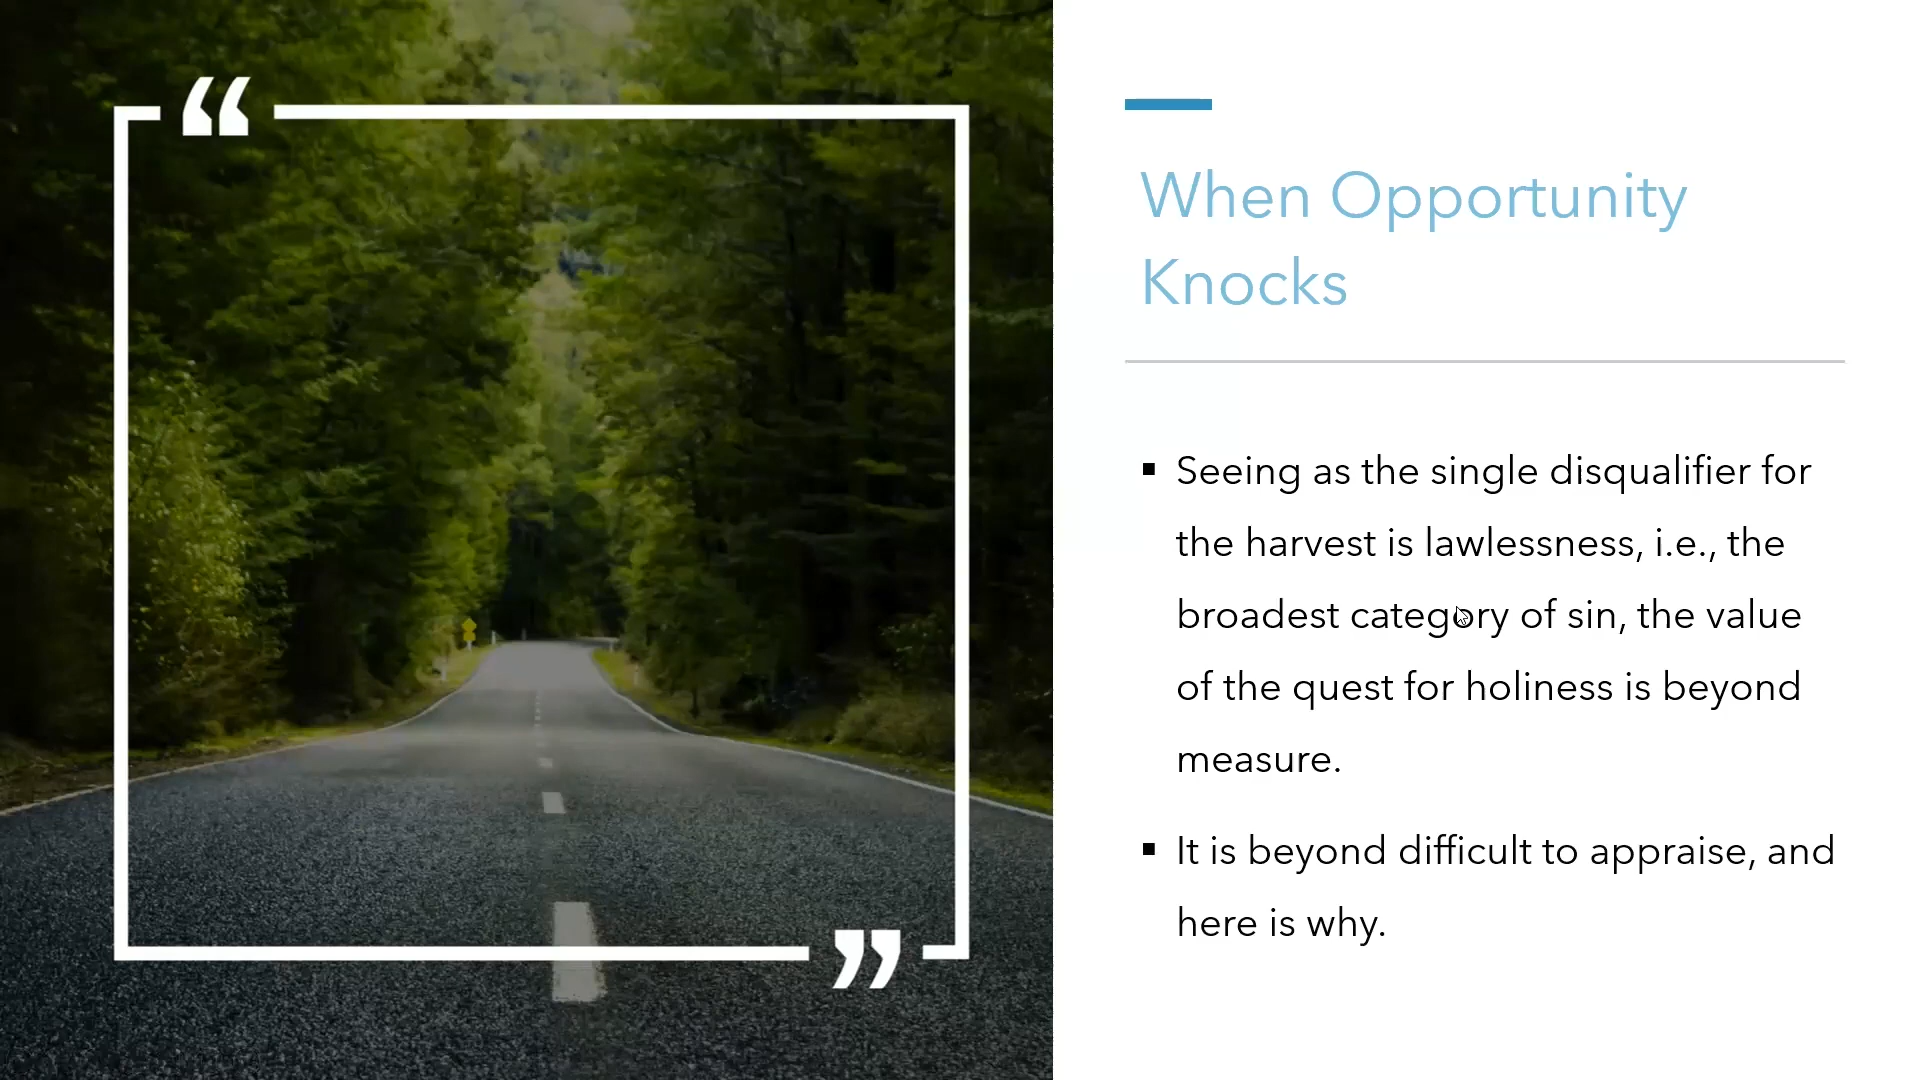 “
”
When Opportunity
Knocks
▪ Seeing as the single disqualifier for
the harvest is lawlessness, i.e., the
broadest category of sin, the value
of the quest for holiness is beyond
measure.
▪ It is beyond difficult to appraise, and
here is why.